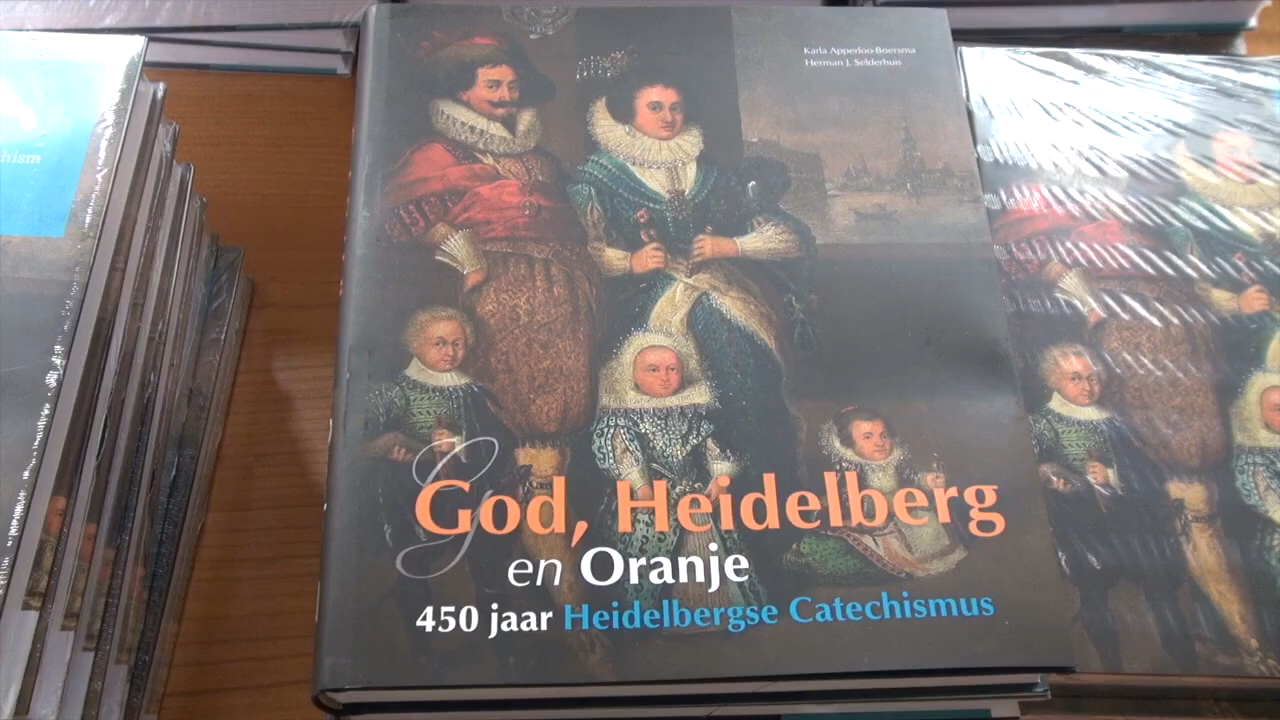 Karla Apperloo-Boersma
Herman J. Selderhuis
God, Heidelberg
en Oranje
450 jaar Heidelbergse Catechismus